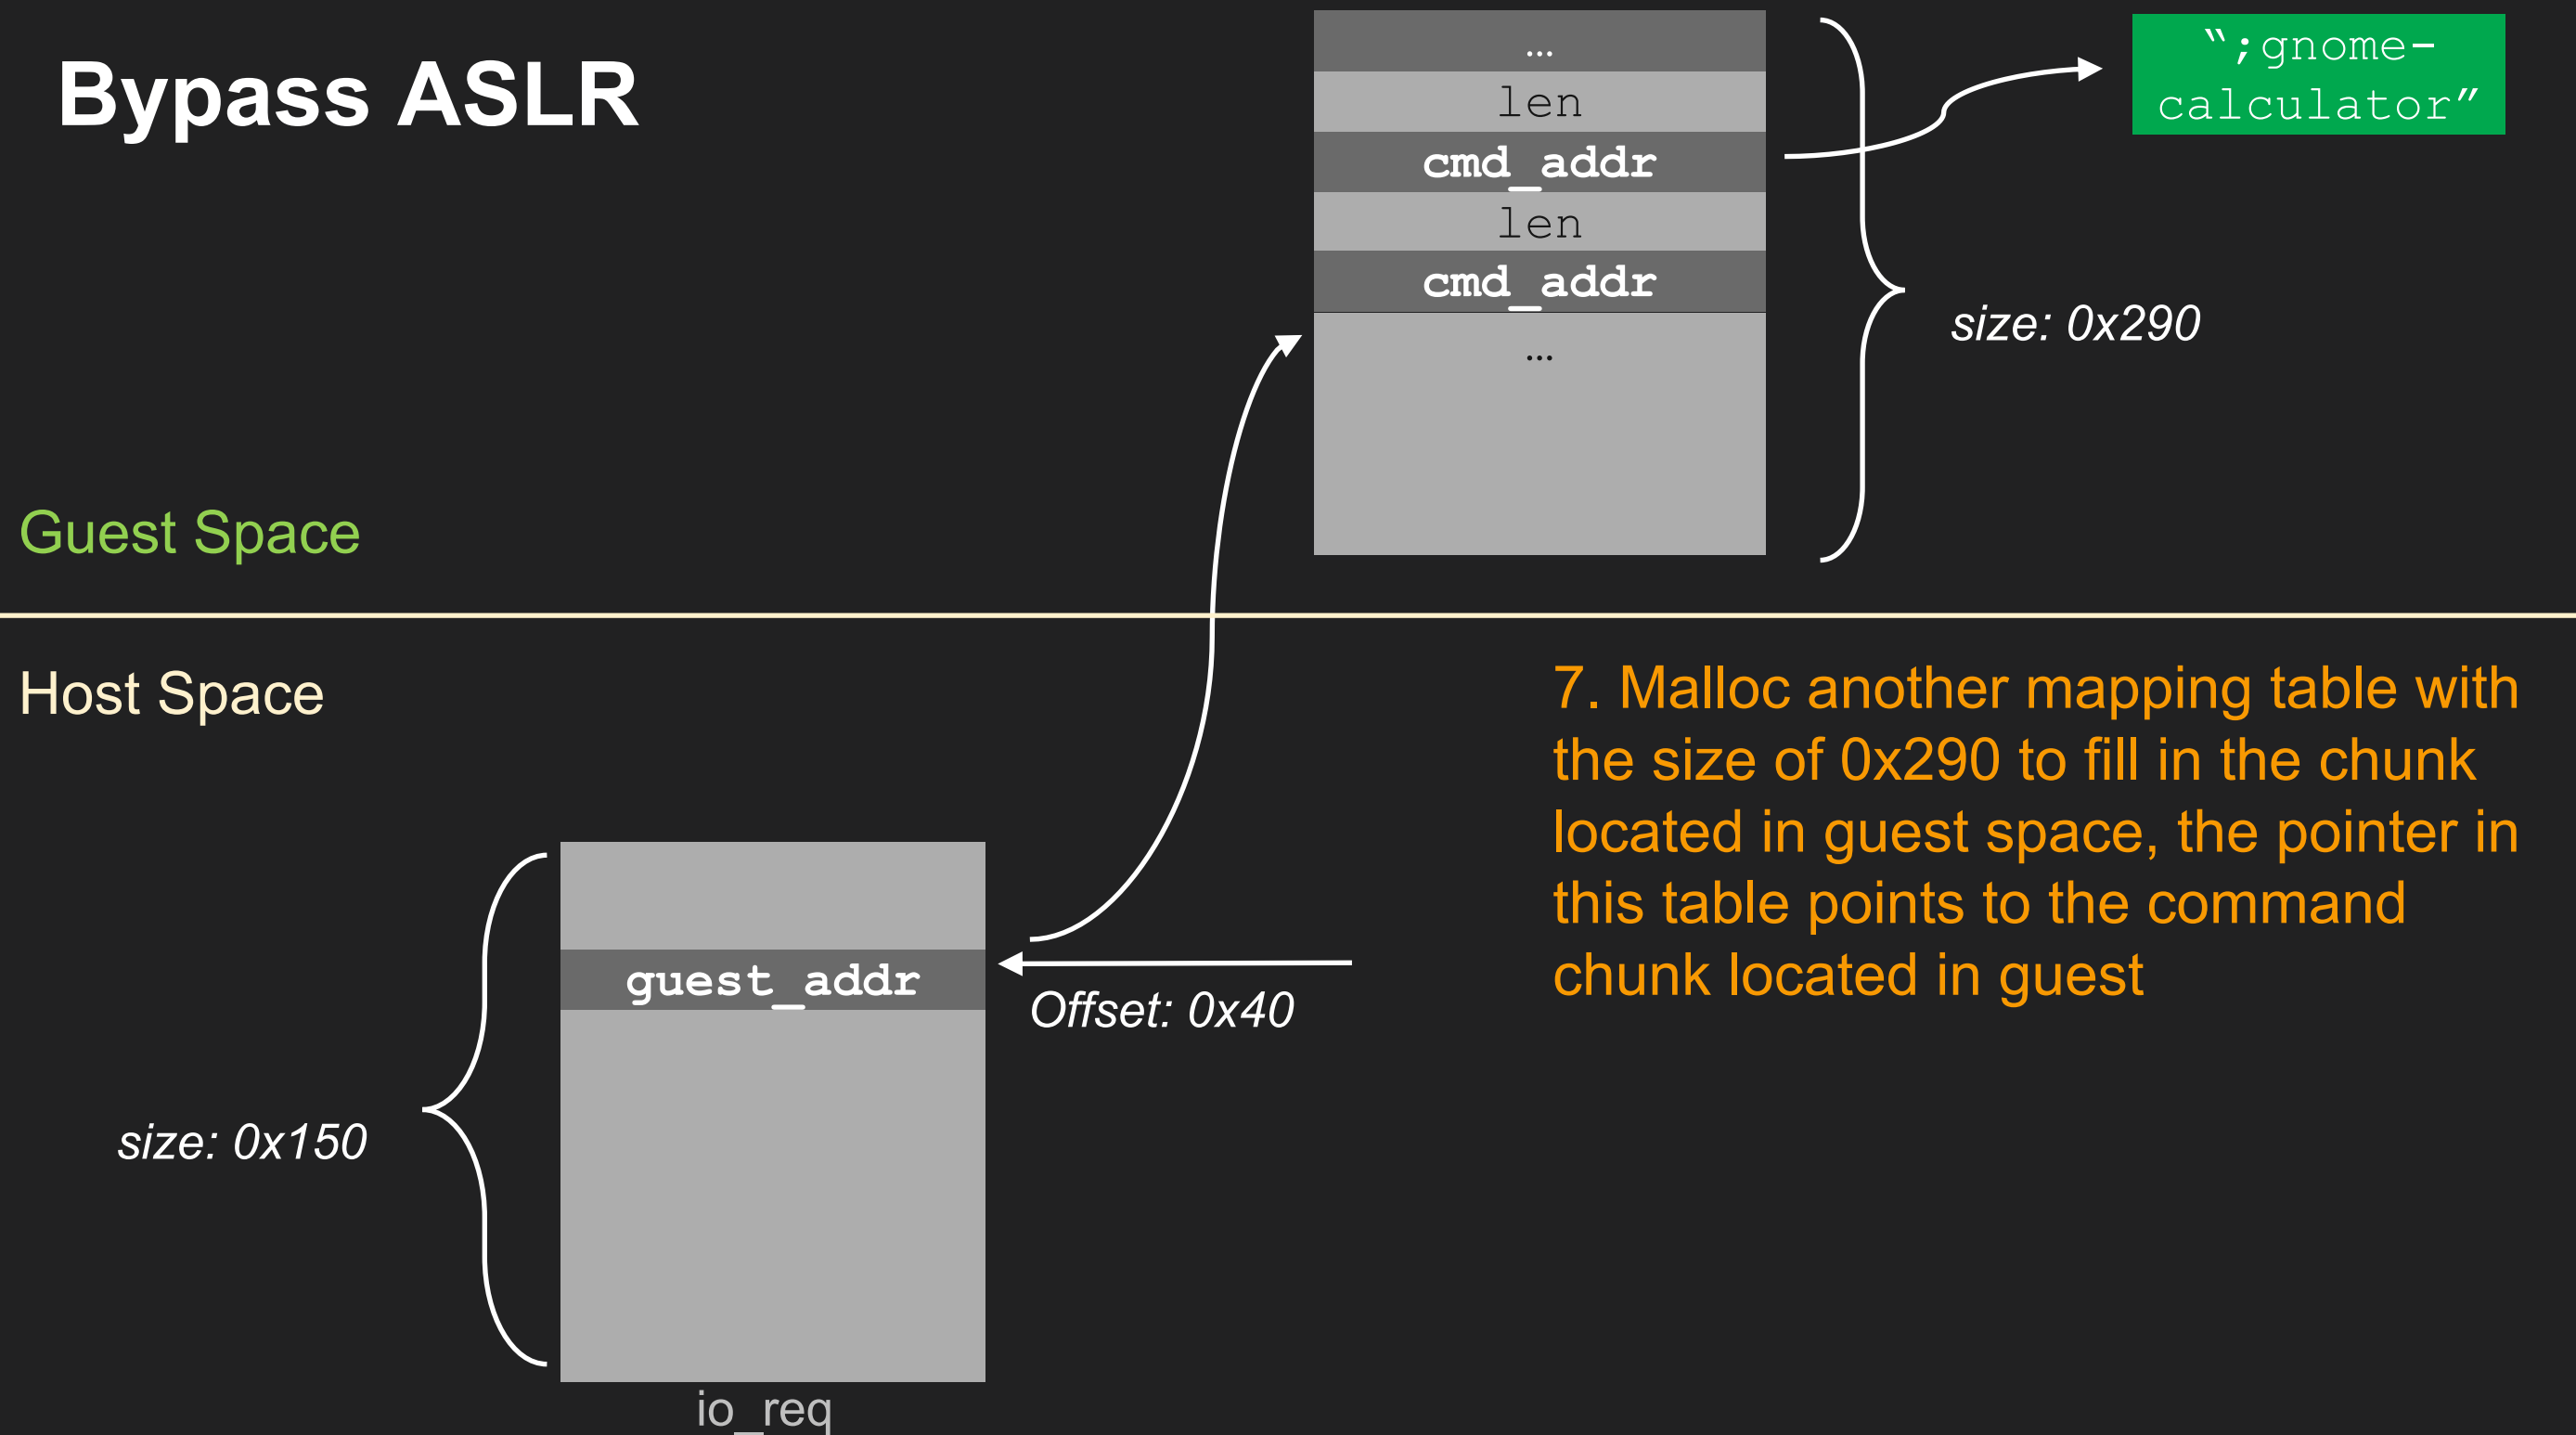 Bypass ASLR
…
len
cmd_addr
len
cmd_addr
…
“;gnome-
calculator”
size: 0x290
Guest Space
Host Space
7. Malloc another mapping table with
the size of 0x290 to fill in the chunk
located in guest space, the pointer in
this table points to the command
chunk located in guest
guest_addr
Offset: 0x40
size: 0x150
io_req